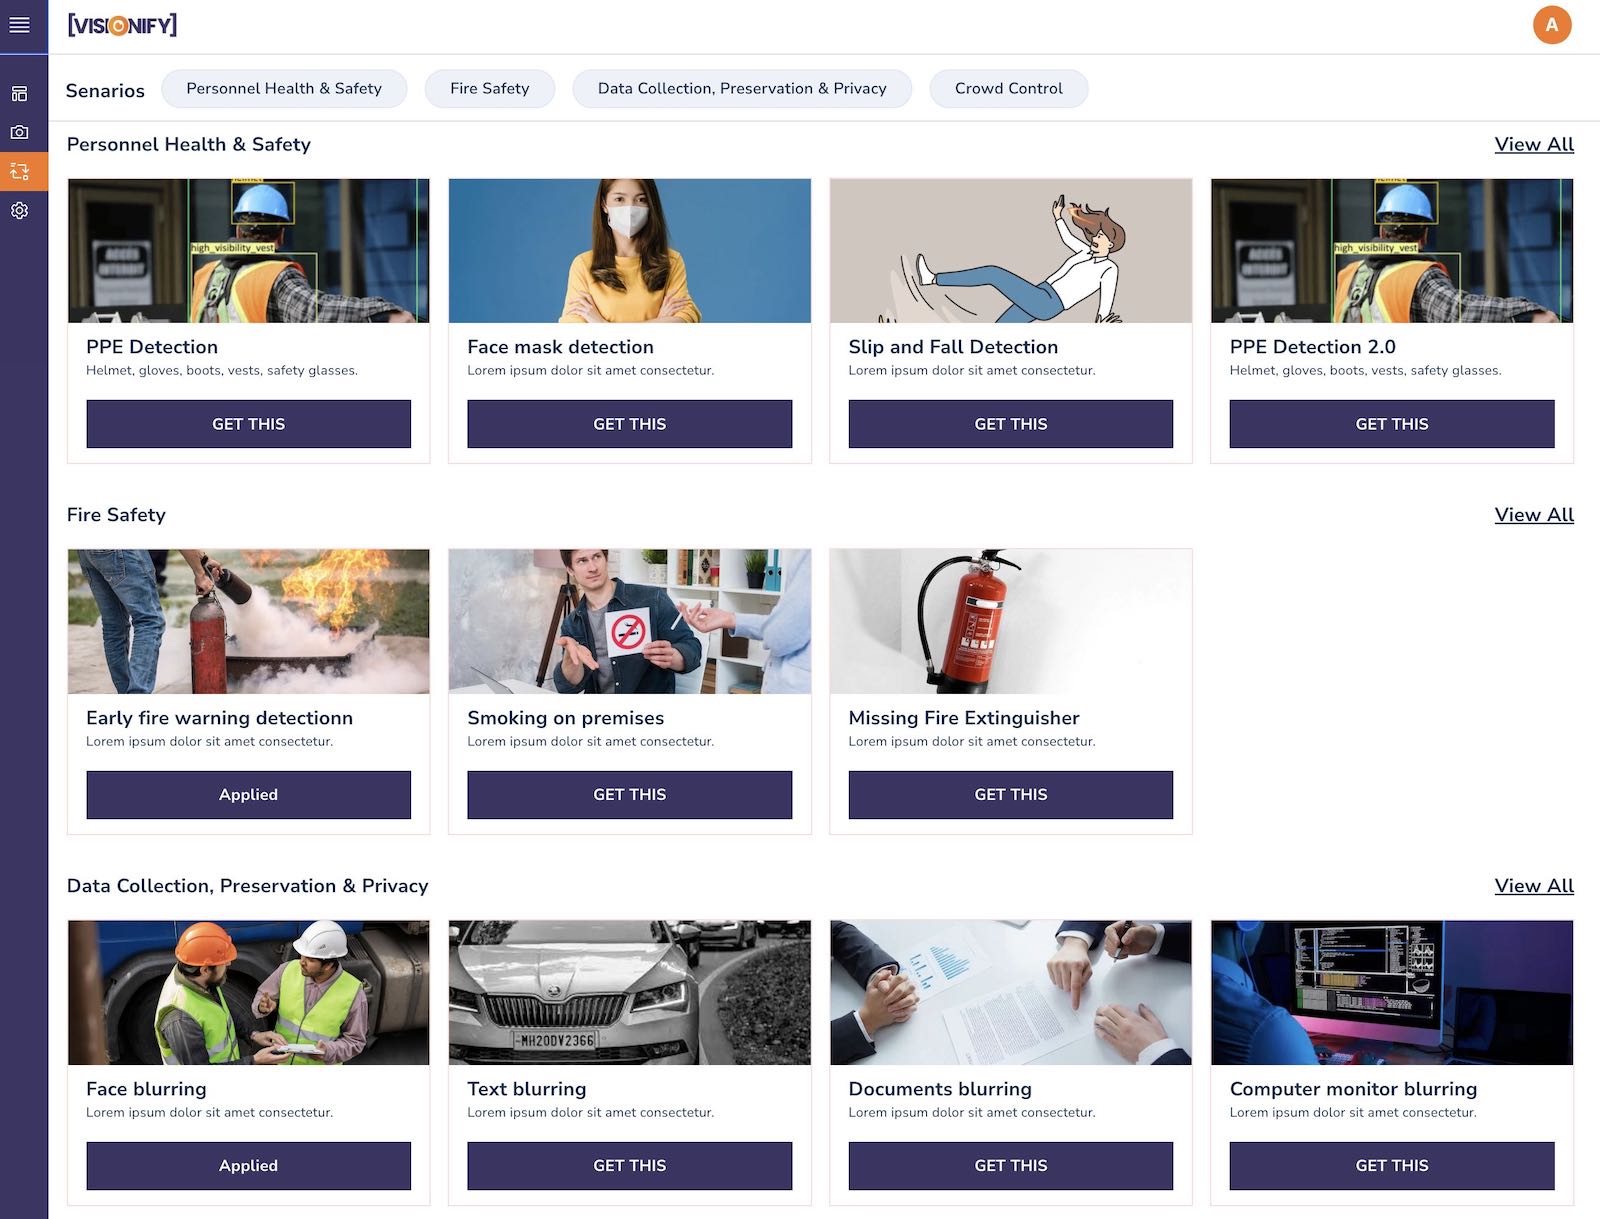 [VISIONIFY]
A
Senarios
Personnel Health & Safety
Fire Safety
Data Collection, Preservation & Privacy
Crowd Control
Personnel Health & Safety
View All
helmet
high_visibility_vest
helmet
high_visibility_vest
PPE Detection
Helmet, gloves, boots, vests, safety glasses.
GET THIS
Face mask detection
Lorem ipsum dolor sit amet consectetur.
GET THIS
Slip and Fall Detection
Lorem ipsum dolor sit amet consectetur.
GET THIS
PPE Detection 2.0
Helmet, gloves, boots, vests, safety glasses.
GET THIS
Fire Safety
View All
Early fire warning detectionn
Lorem ipsum dolor sit amet consectetur.
Applied
Smoking on premises
Lorem ipsum dolor sit amet consectetur.
GET THIS
Missing Fire Extinguisher
Lorem ipsum dolor sit amet consectetur.
GET THIS
Data Collection, Preservation & Privacy
View All
MH20DV2366
Face blurring
Lorem ipsum dolor sit amet consectetur.
Applied
Text blurring
Lorem ipsum dolor sit amet consectetur.
GET THIS
Documents blurring
Lorem ipsum dolor sit amet consectetur.
GET THIS
Computer monitor blurring
Lorem ipsum dolor sit amet consectetur.
GET THIS